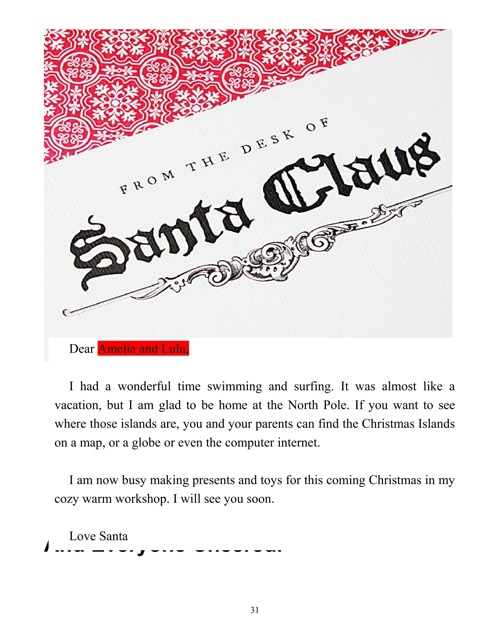 FROM THE DESK OF
Santa Claus
Dear Amelia and Lulu,
I had a wonderful time swimming and surfing. It was almost like a
vacation, but I am glad to be home at the North Pole. If you want to see
where those islands are, you and your parents can find the Christmas Islands
on a map, or a globe or even the computer internet.
I am now busy making presents and toys for this coming Christmas in my
cozy warm workshop. I will see you soon.
Love Santa
31